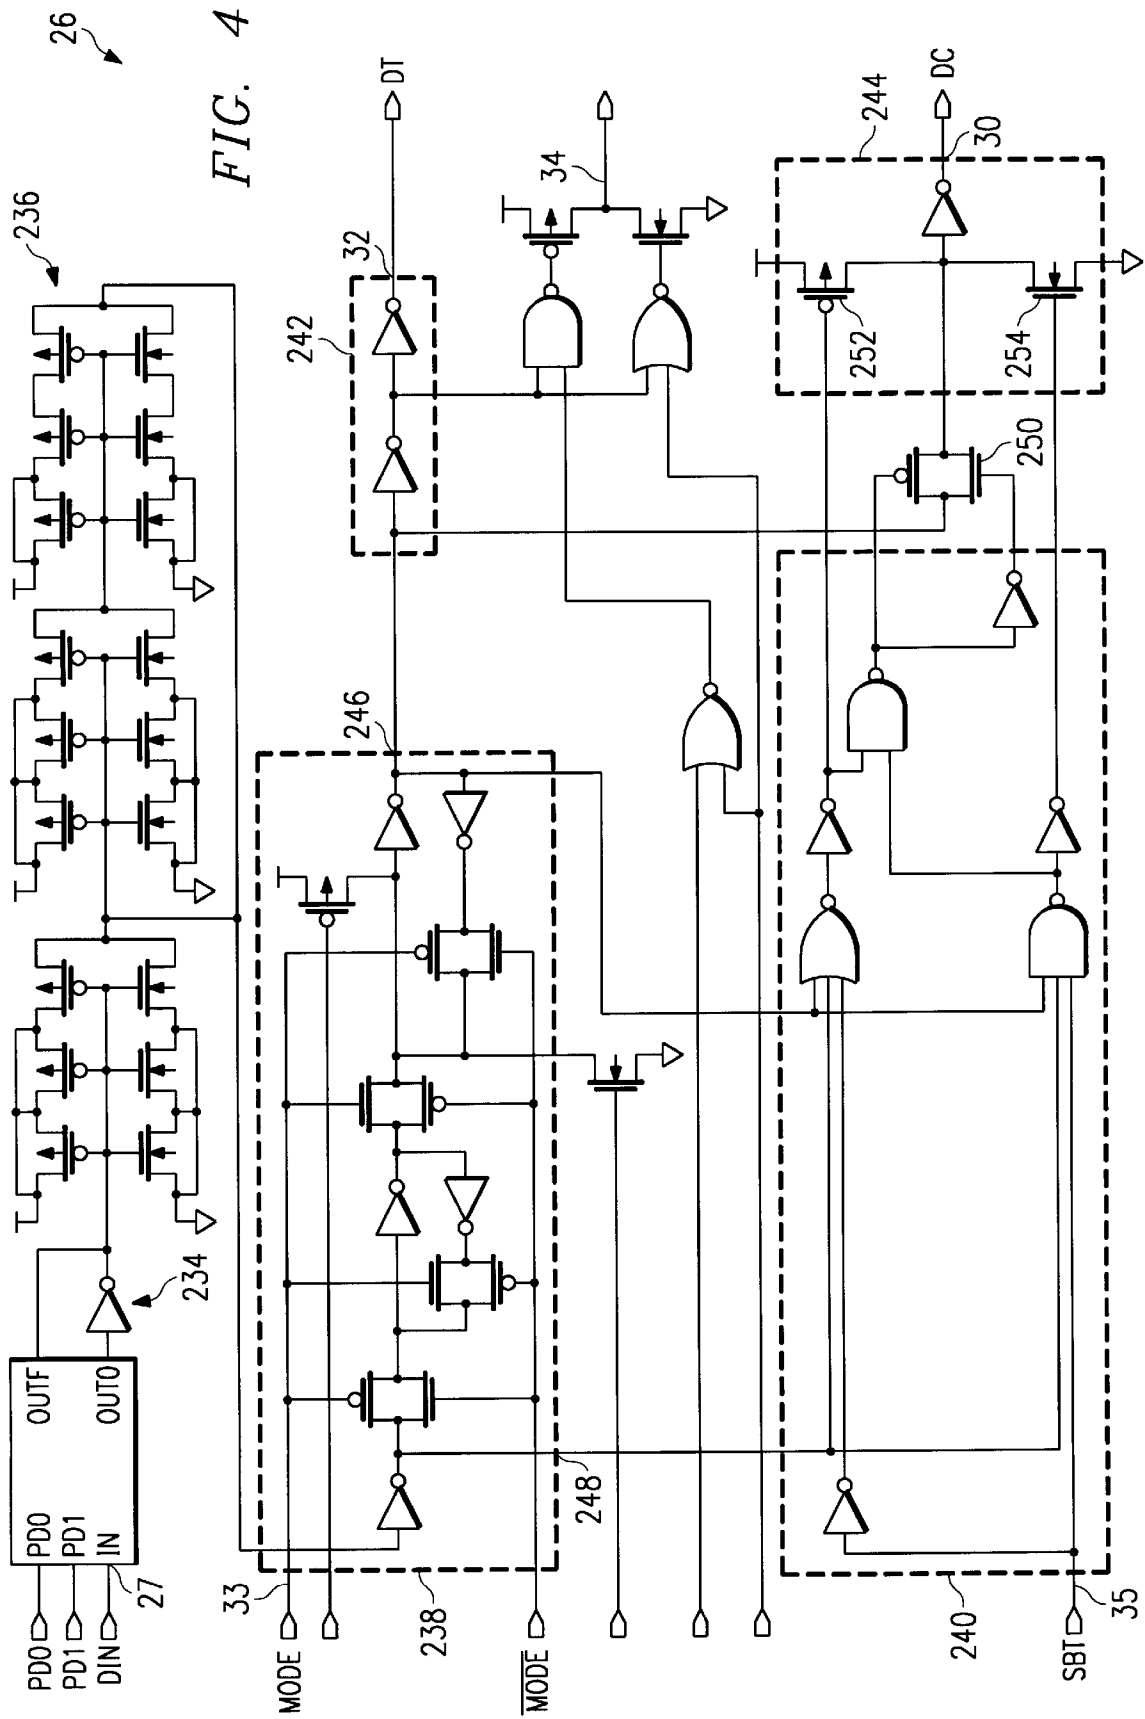 26
FIG. 4
236
PD0
PD1
DIN
PD0
PD1
IN
OUTF
OUT0
27
234
33
MODE
MODE
238
248
246
242
32
DT
34
244
252
254
250
30
DC
240
35
SBT